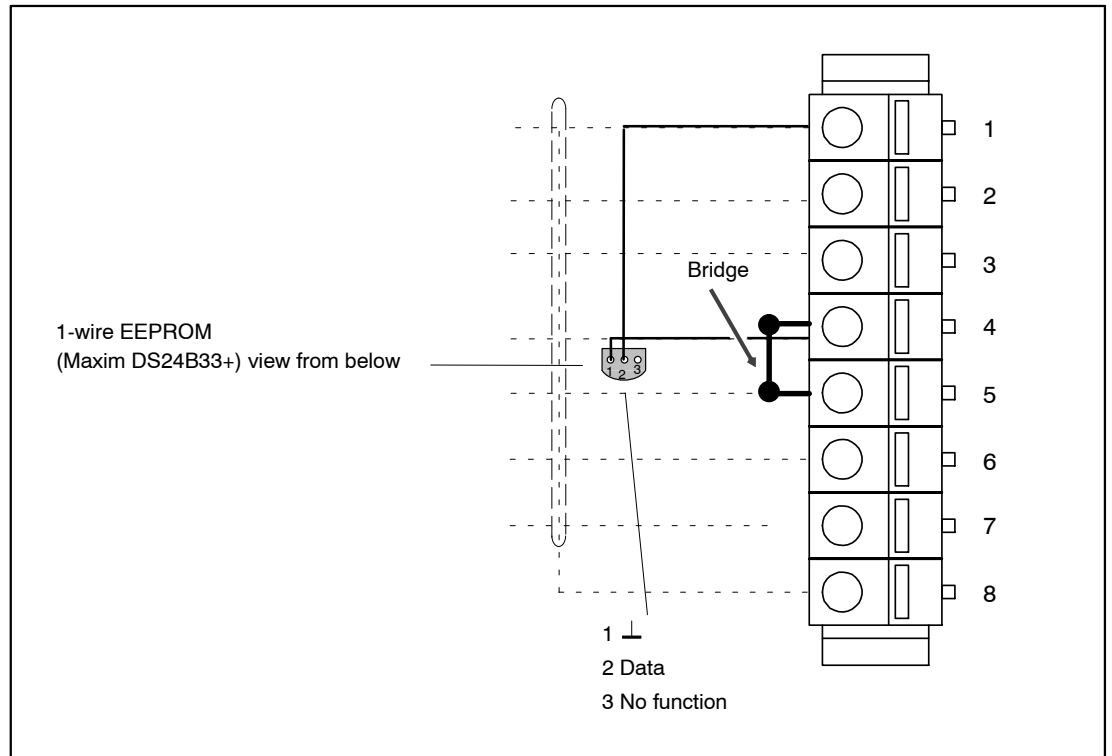 1
2
3
Bridge
4
1-wire EEPROM
(Maxim DS24B33+) view from below
1 2 3
5
6
7
8
1 ⊥
2 Data
3 No function